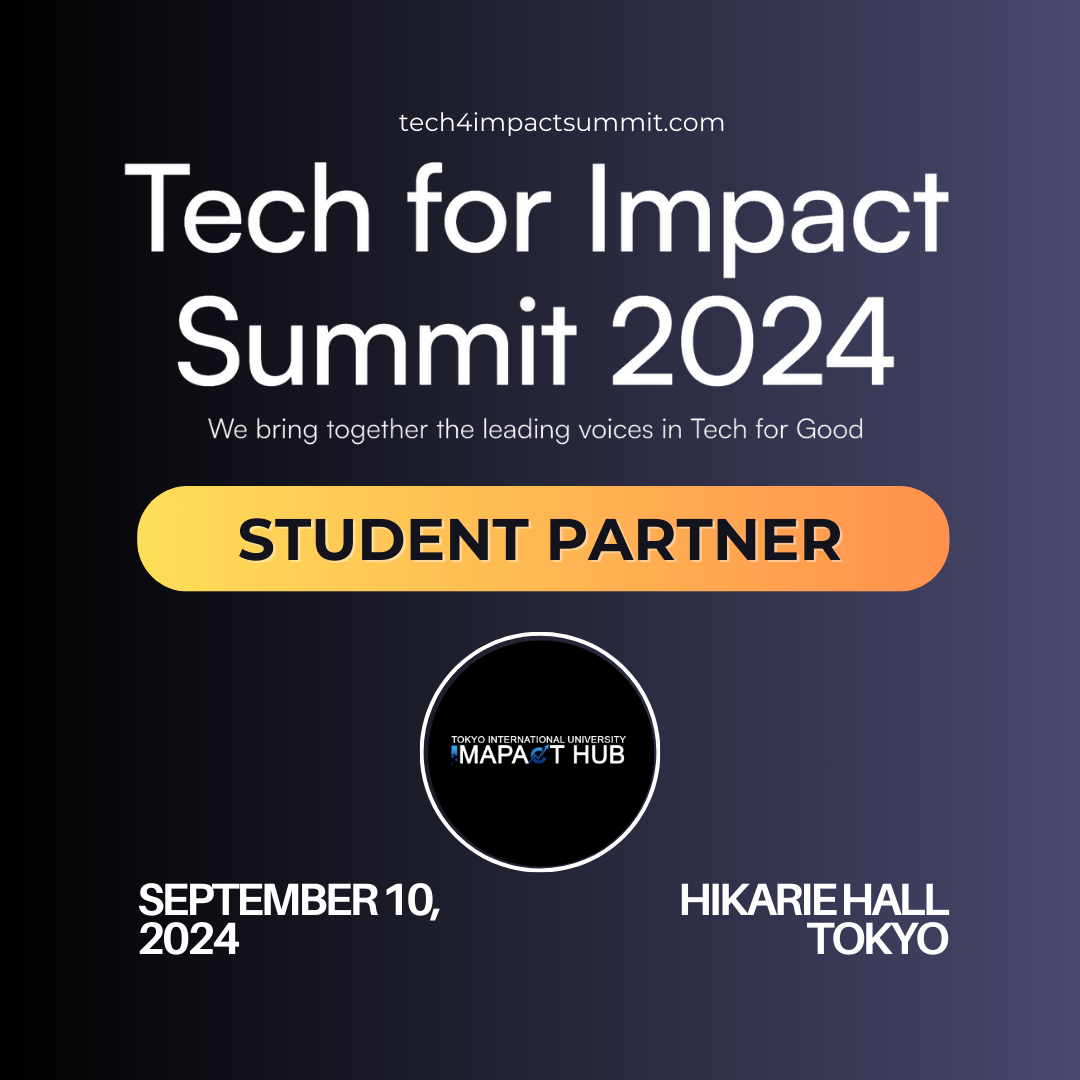 tech4impactsummit.com
Tech for Impact
Summit 2024
We bring together the leading voices in Tech for Good
STUDENT PARTNER
TOKYO INTERNATIONAL UNIVERSITY
IMAPACT HUB
SEPTEMBER 10,
2024
HIKARIE HALL
TOKYO